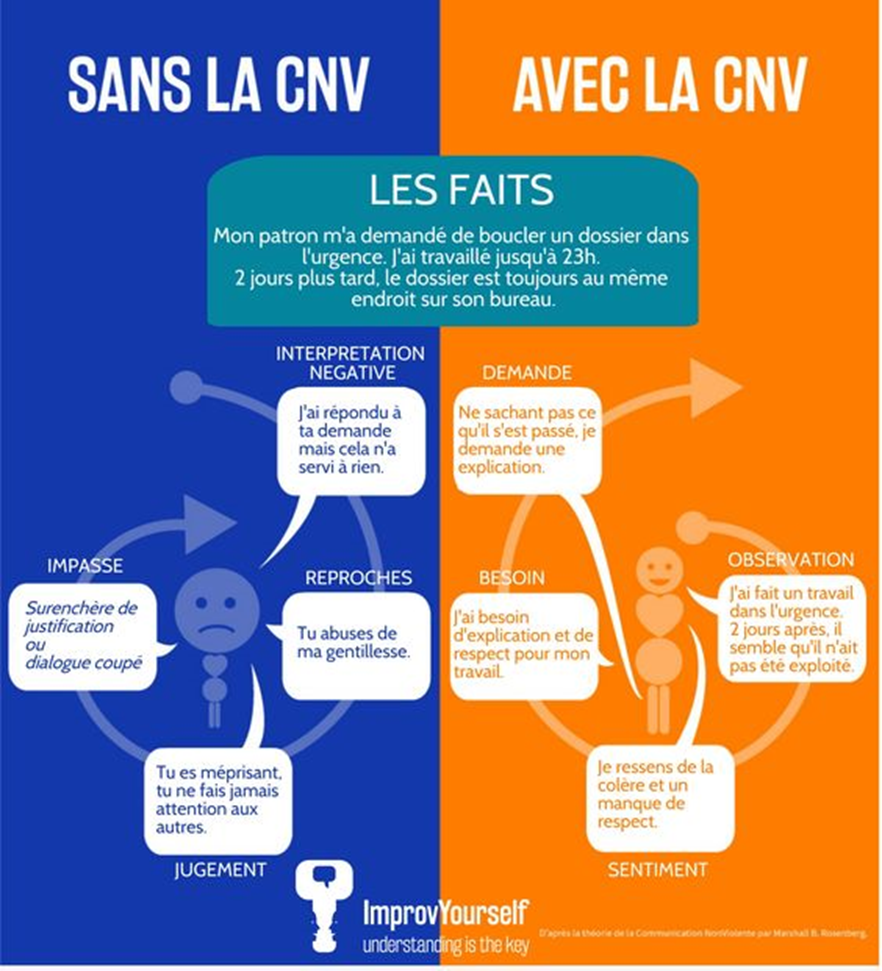 SANS LA CNV
AVEC LA CNV
LES FAITS
Mon patron m'a demandé de boucler un dossier dans
l'urgence. J'ai travaillé jusqu'à 23h.
2 jours plus tard, le dossier est toujours au même
endroit sur son bureau.
INTERPRETATION
NEGATIVE
J'ai répondu à
ta demande
mais cela n'a
servi à rien.
REPROCHES
Tu abuses de
ma gentillesse.
Tu es méprisant,
tu ne fais jamais
attention aux
autres.
JUGEMENT
IMPASSE
Surenchère de
justification
ou
dialogue coupé
OBSERVATION
J'ai fait un travail
dans l'urgence.
2 jours après, il
semble qu'il n'ait
pas été exploité.
Je ressens de la
colère et un
manque de
respect.
SENTIMENT
BESOIN
J'ai besoin
d'explication et de
respect pour mon
travail.
DEMANDE
Ne sachant pas ce
qu'il s'est passé, je
demande une
explication.
ImprovYourself
understanding is the key
D'après la théorie de la Communication NonViolente par Marshall B. Rosenberg.